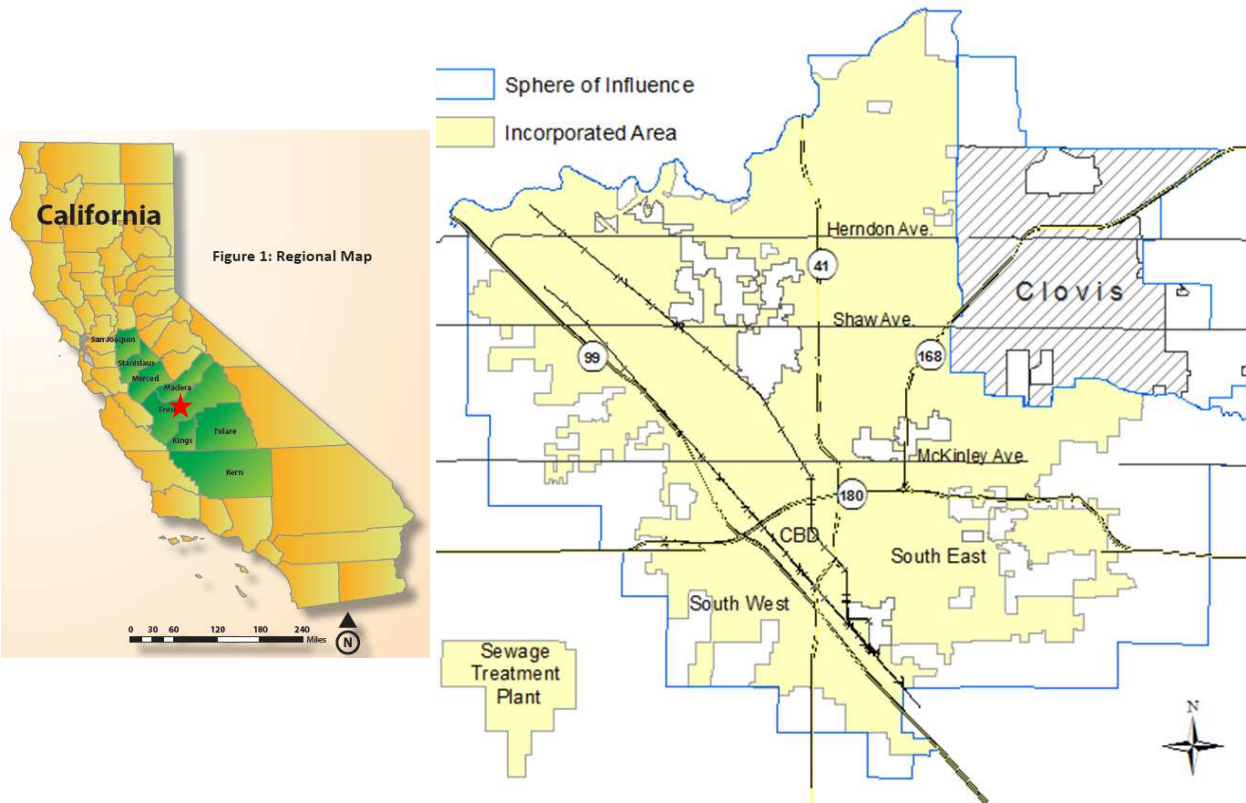 California
Figure 1: Regional Map
San Joaquin
Stanislaus
Merced
Madera
Kings
Tulare
Kern
0 30 60 120 180 240
Miles
N
Sphere of Influence
Incorporated Area
Herndon Ave.
41
Clovis
Shaw Ave.
99
168
McKinley Ave
180
CBD
South East
South West
Sewage
Treatment
Plant
N